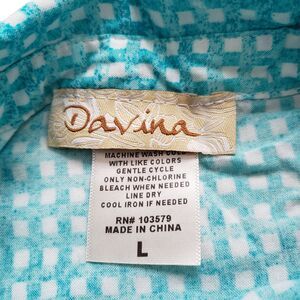 Davina
MACHINE WASH COLD
WITH LIKE COLORS
GENTLE CYCLE
ONLY NON-CHLORINE
BLEACH WHEN NEEDED
LINE DRY
COOL IRON IF NEEDED
RN# 103579
MADE IN CHINA
L